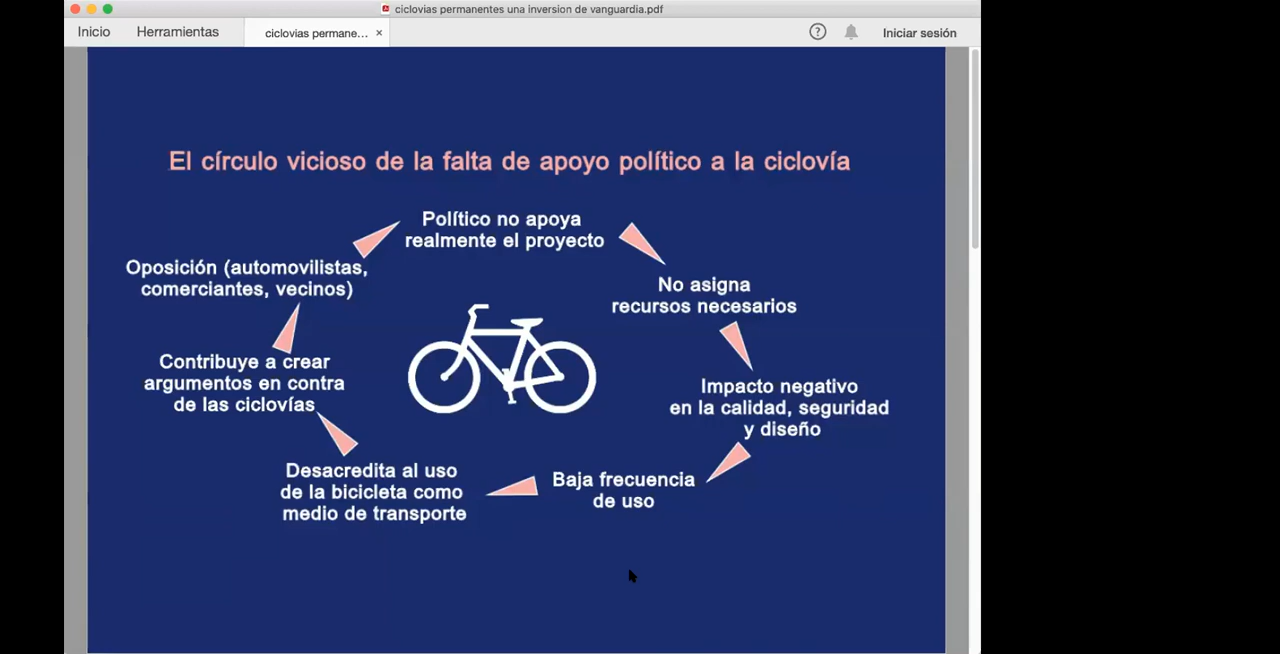 ciclovias permanentes una inversion de vanguardia.pdf
Inicio
Herramientas
ciclovias permane... ×
? 
Iniciar sesión
El círculo vicioso de la falta de apoyo político a la ciclovía
Político no apoya
realmente el proyecto
No asigna
recursos necesarios
Impacto negativo
en la calidad, seguridad
y diseño
Baja frecuencia
de uso
Desacredita al uso
de la bicicleta como
medio de transporte
Contribuye a crear
argumentos en contra
de las ciclovías
Oposición (automovilistas,
comerciantes, vecinos)